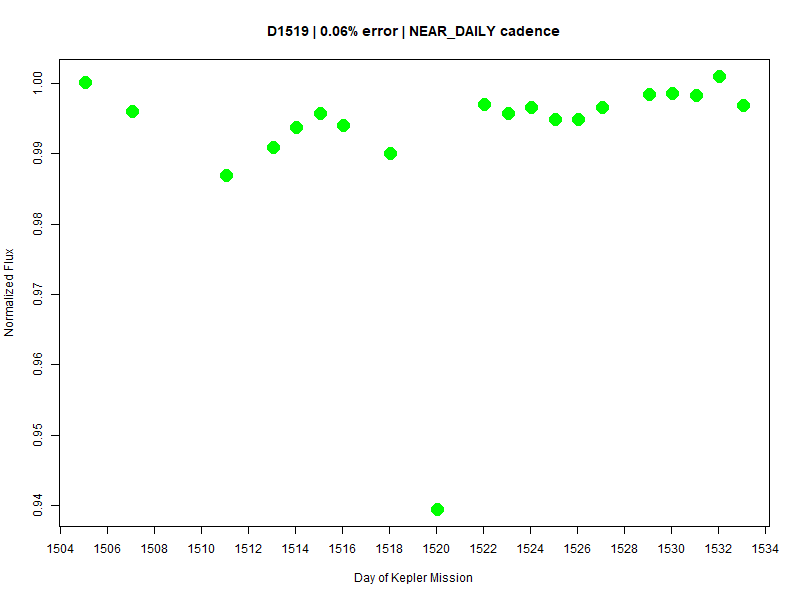 D1519 | 0.06% error | NEAR_DAILY cadence
Normalized Flux
1.00
0.99
0.98
0.97
0.96
0.95
0.94
1504 1506 1508 1510 1512 1514 1516 1518 1520 1522 1524 1526 1528 1530 1532 1534
Day of Kepler Mission